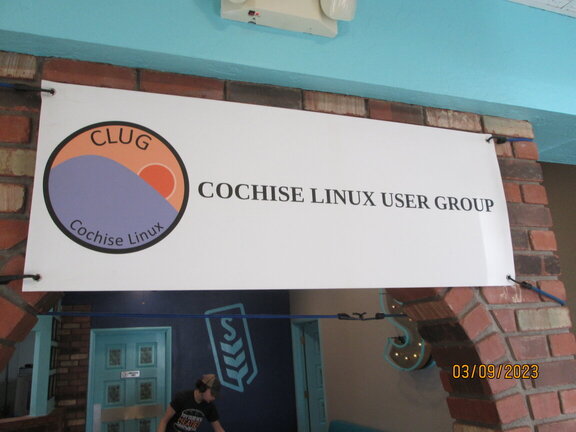 CLUG
Cochise Linux
COCHISE LINUX USER GROUP
S
03/09/2023